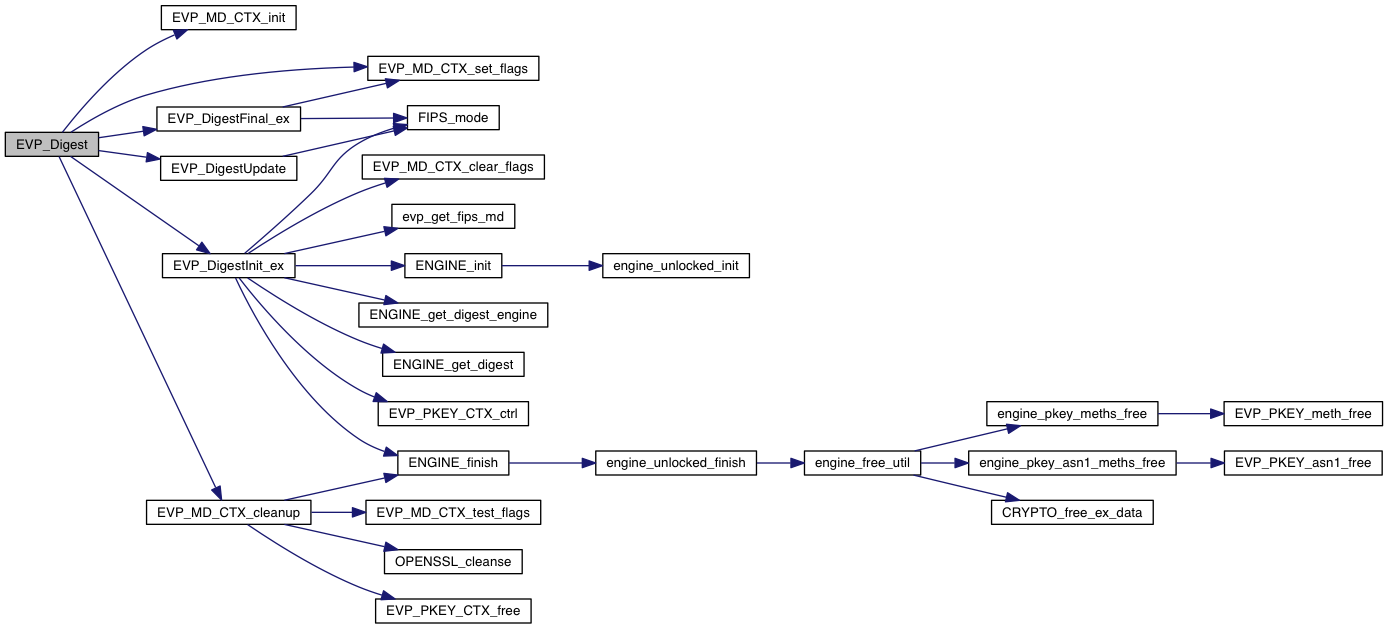 EVP_MD_CTX_init
EVP_MD_CTX_set_flags
EVP_DigestFinal_ex
FIPS_mode
EVP_Digest
EVP_DigestUpdate
EVP_MD_CTX_clear_flags
evp_get_fips_md
EVP_DigestInit_ex
ENGINE_init
engine_unlocked_init
ENGINE_get_digest_engine
ENGINE_get_digest
EVP_PKEY_CTX_ctrl
engine_pkey_meths_free
EVP_PKEY_meth_free
ENGINE_finish
engine_unlocked_finish
engine_free_util
engine_pkey_asn1_meths_free
EVP_PKEY_asn1_free
EVP_MD_CTX_cleanup
EVP_MD_CTX_test_flags
CRYPTO_free_ex_data
OPENSSL_cleanse
EVP_PKEY_CTX_free